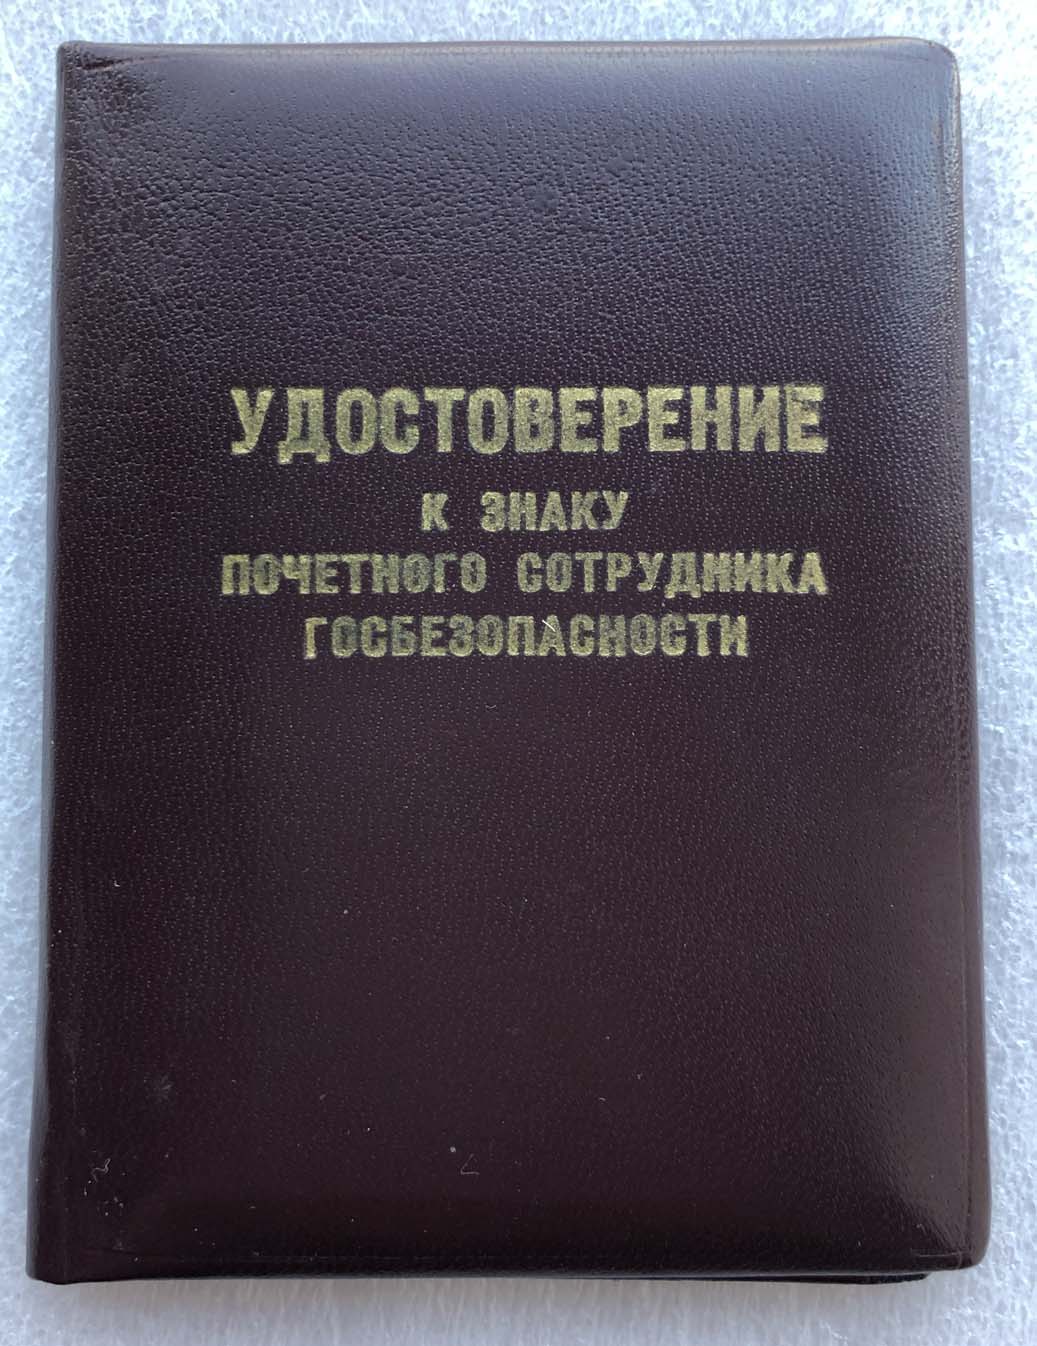 УДОСТОВЕРЕНИЕ
К ЗНАКУ
ПОЧЕТНОГО СОТРУДНИКА
ГОСБЕЗОПАСНОСТИ